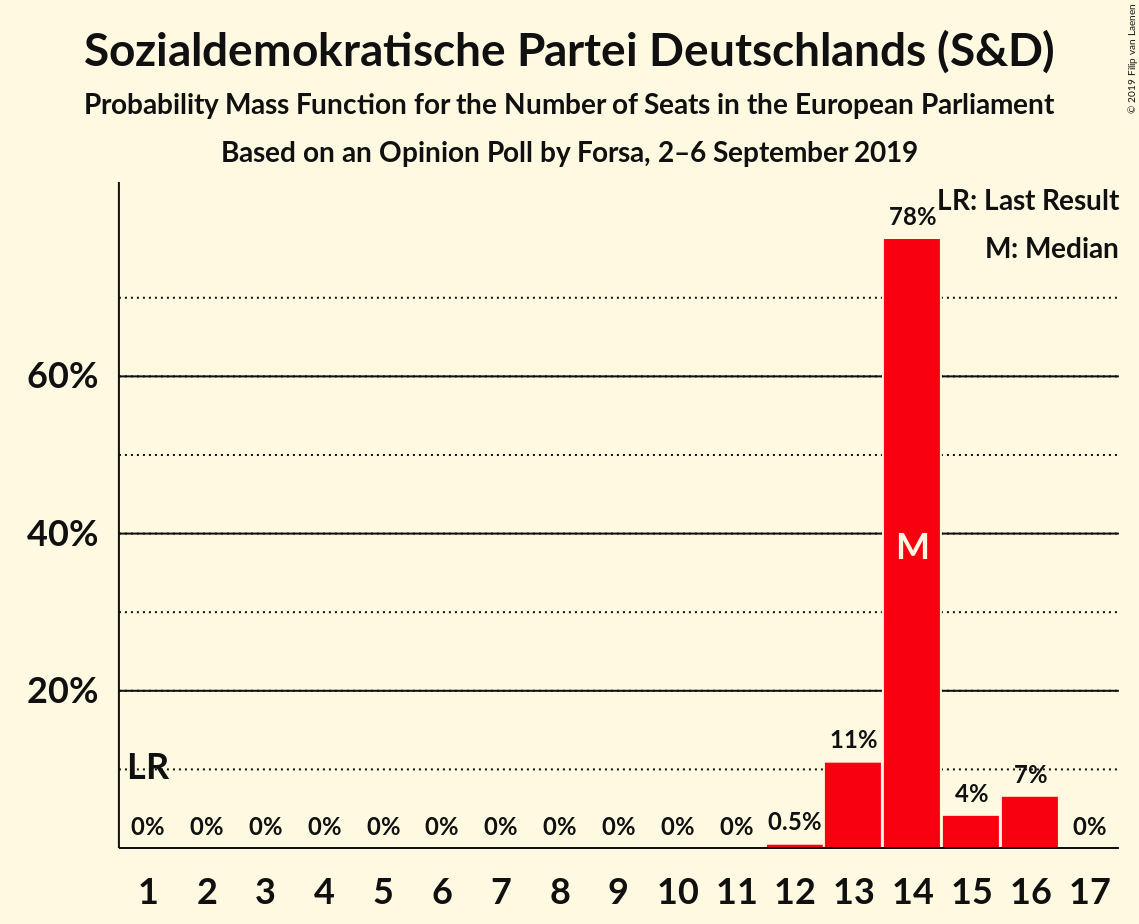 Sozialdemokratische Partei Deutschlands (S&D)
Probability Mass Function for the Number of Seats in the European Parliament
Based on an Opinion Poll by Forsa, 2–6 September 2019
© 2019 Filip van Laenen
LR: Last Result
M: Median
78%
60%
40%
M
20%
11%
LR
7%
4%
0% 0% 0% 0% 0% 0% 0% 0% 0% 0% 0% 0.5% 0%
1 2 3 4 5 6 7 8 9 10 11 12 13 14 15 16 17